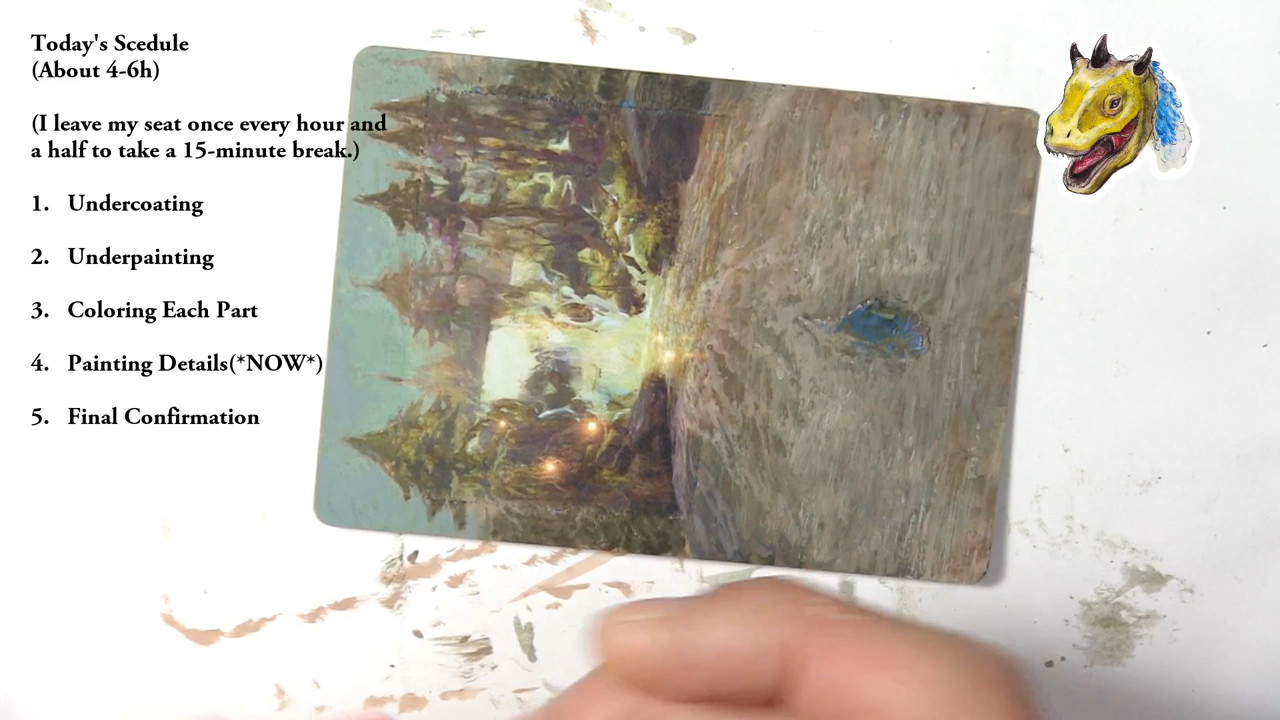 Today's Scedule
(About 4-6h)
(I leave my seat once every hour and
a half to take a 15-minute break.)
1. Undercoating
2. Underpainting
3. Coloring Each Part
4. Painting Details(*NOW*)
5. Final Confirmation